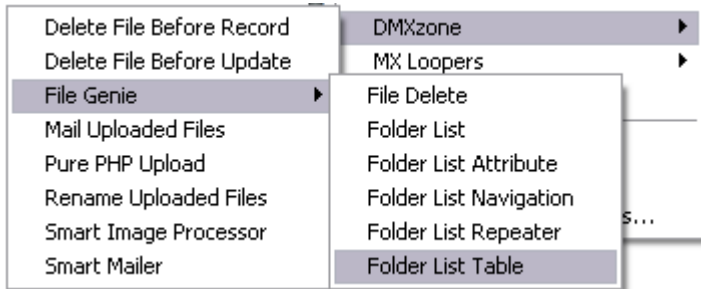 Delete File Before Record
Delete File Before Update
File Genie
Mail Uploaded Files
Pure PHP Upload
Rename Uploaded Files
Smart Image Processor
Smart Mailer
DMXzone
MX Loopers
File Delete
Folder List
Folder List Attribute
Folder List Navigation
Folder List Repeater
Folder List Table
s...